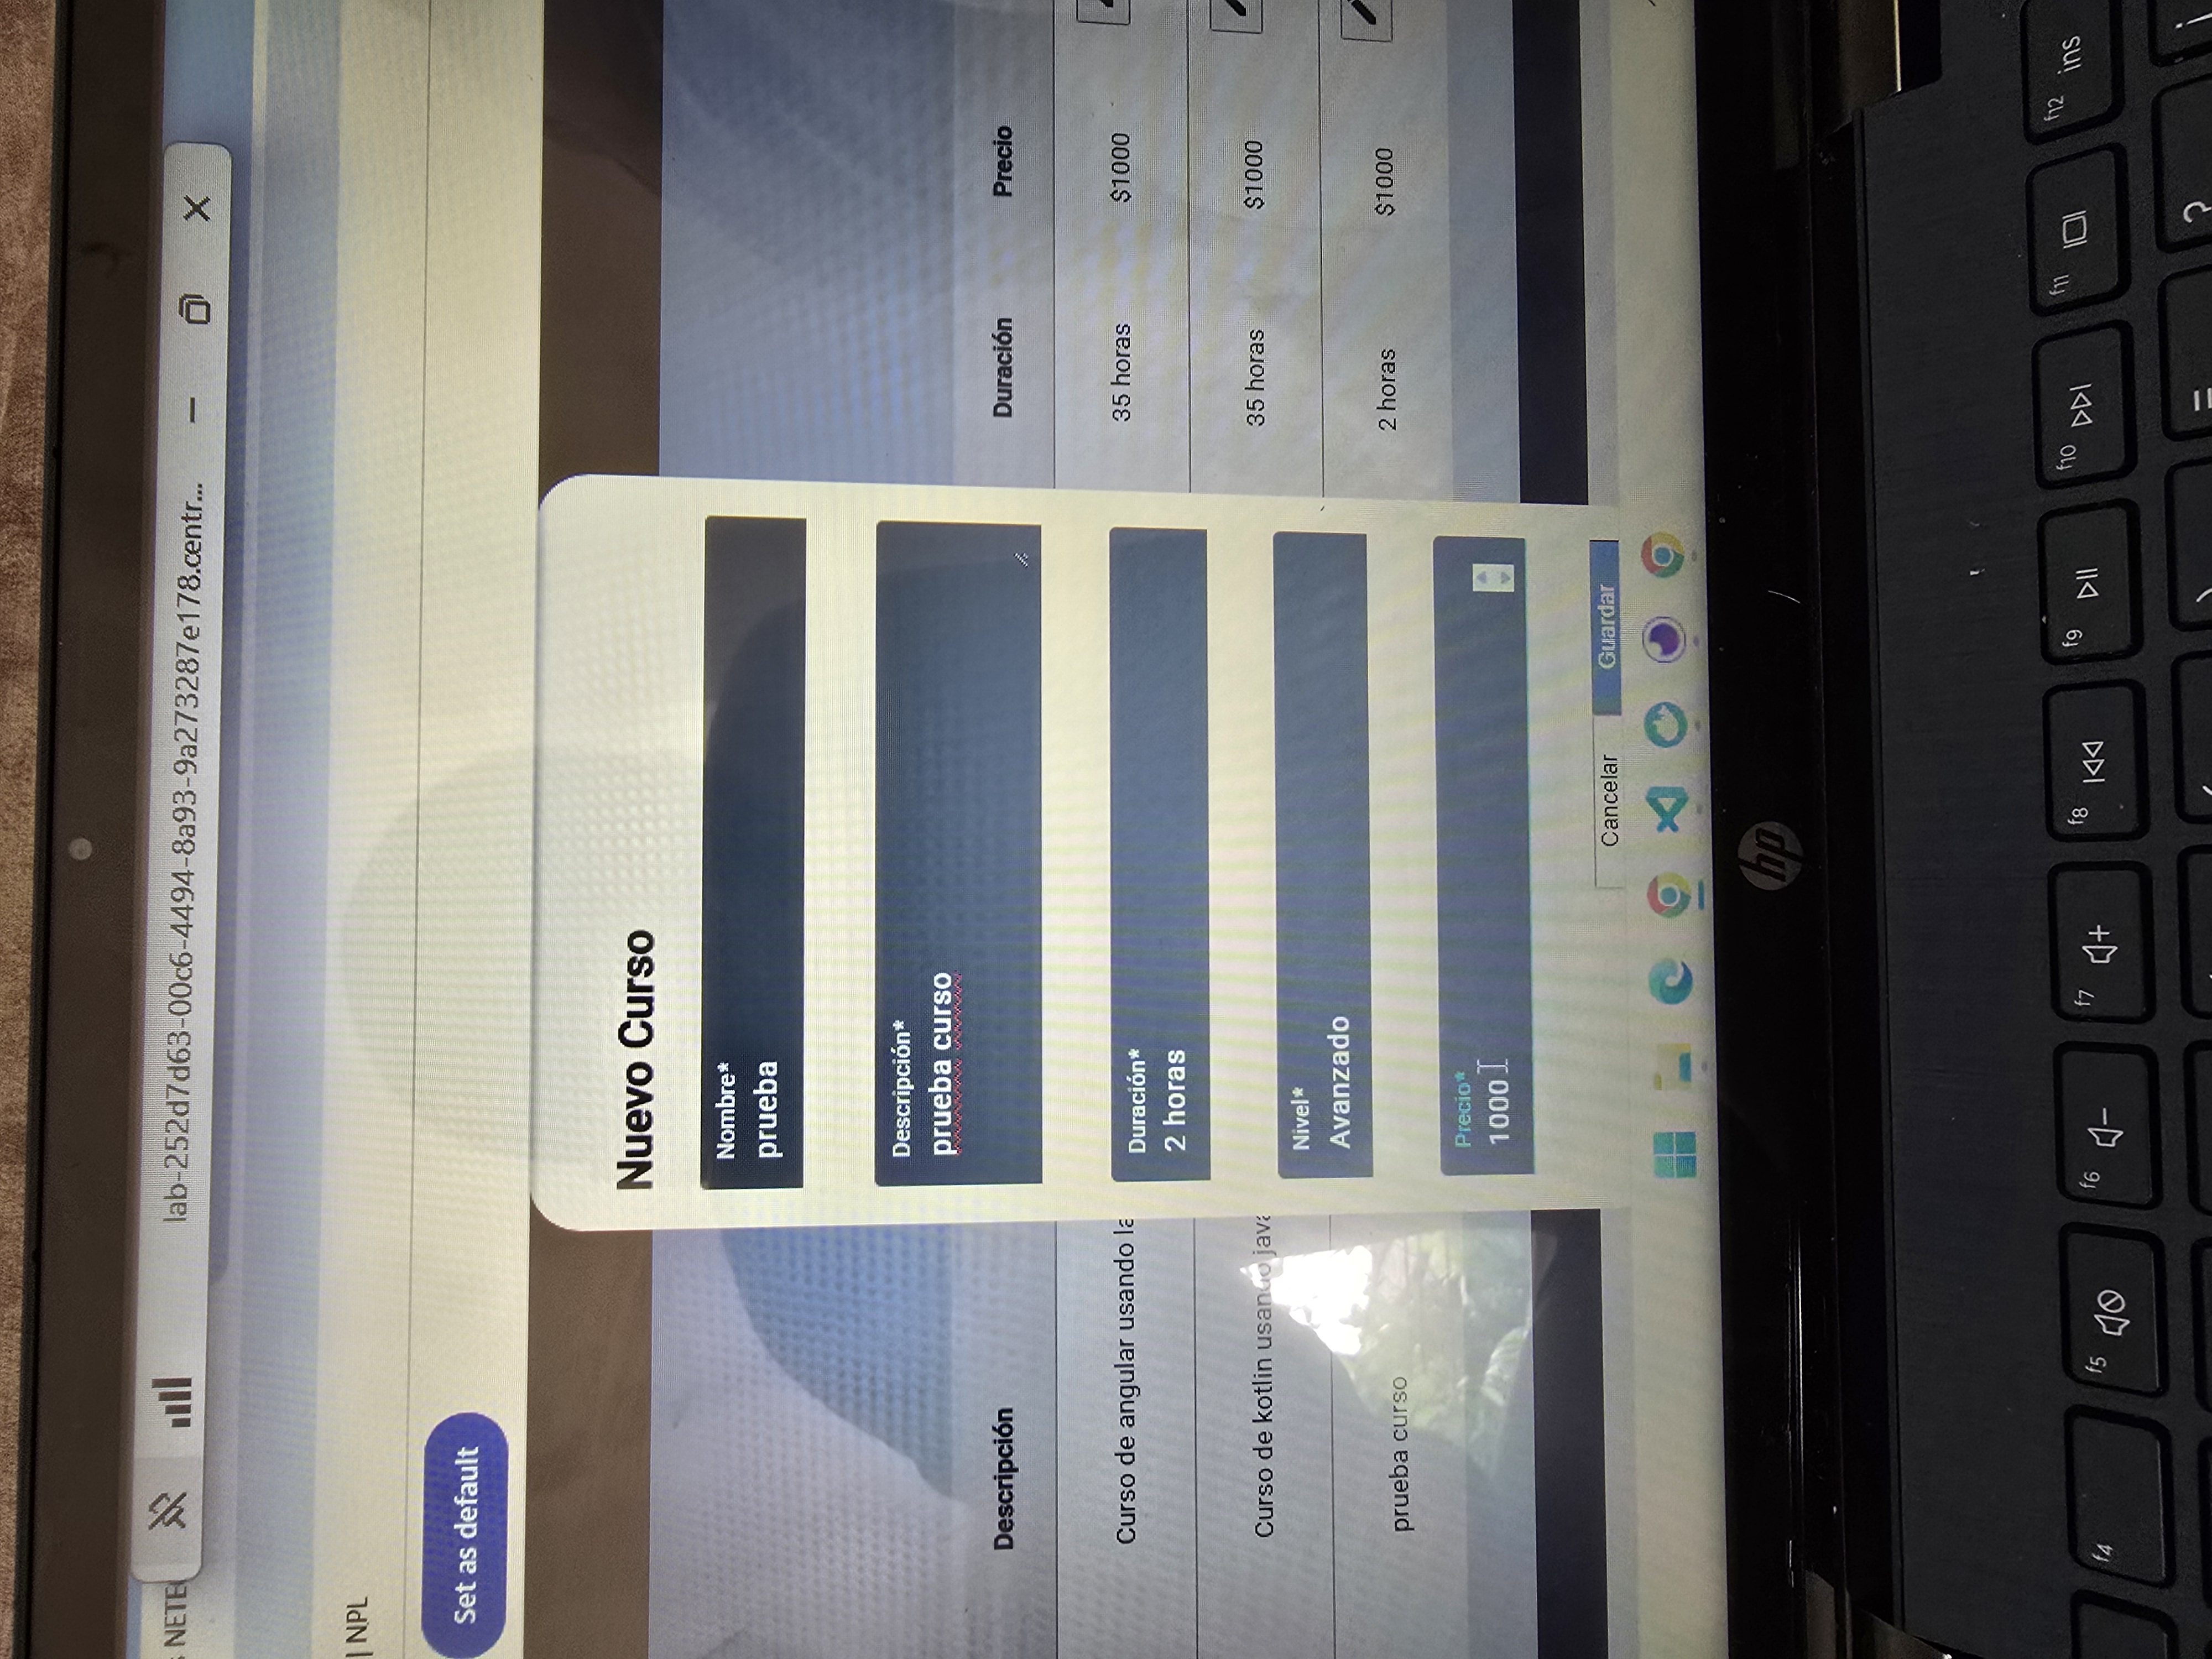 NETE
lab-252d7d63-00c6-4494-8a93-9a273287e178.centr...
| NPL
Set as default
Nuevo Curso
Nombre*
prueba
Descripción*
prueba curso
Duración*
2 horas
Nivel*
Avanzado
Precio*
1000
Cancelar
Guardar
Descripción
Duración
Precio
Curso de angular usando la
35 horas
$1000
Curso de kotlin usando java
35 horas
$1000
prueba curso
2 horas
$1000
hp
f4
f5
f6
f7
f8
f9
f10
f11
f12
ins
=
?